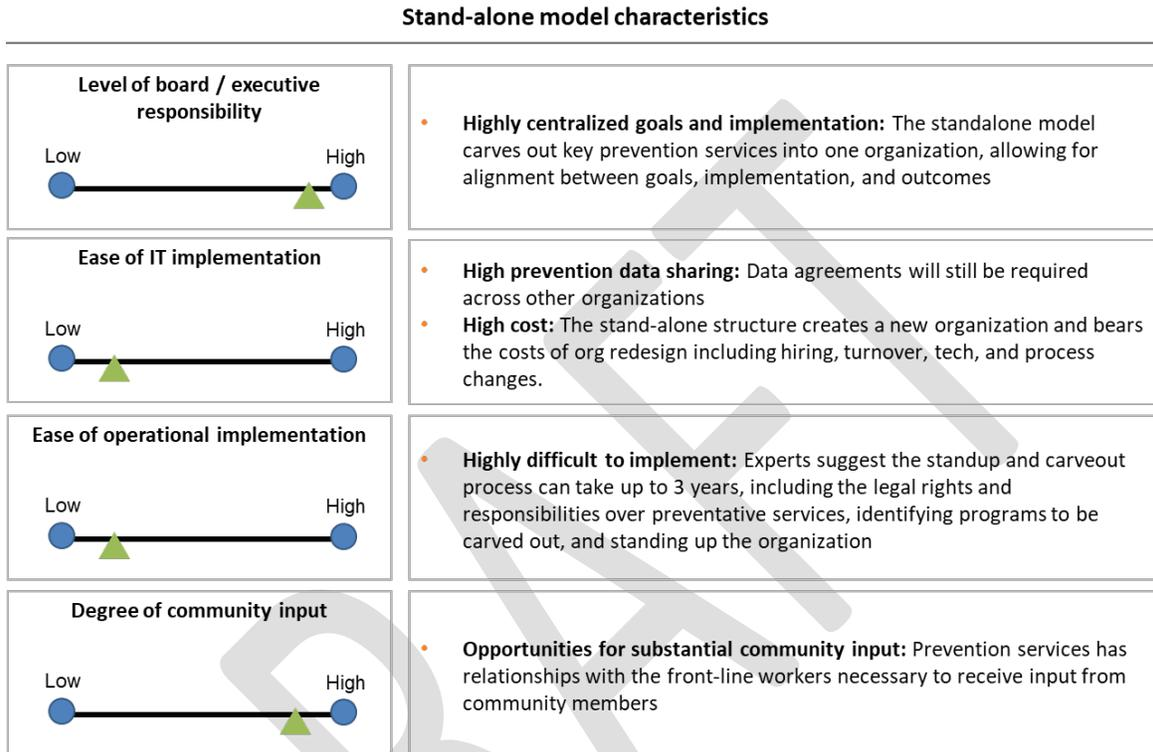 Stand-alone model characteristics
Level of board / executive
responsibility
Low
High
• Highly centralized goals and implementation: The standalone model
carves out key prevention services into one organization, allowing for
alignment between goals, implementation, and outcomes
Ease of IT implementation
Low
High
• High prevention data sharing: Data agreements will still be required
across other organizations
• High cost: The stand-alone structure creates a new organization and bears
the costs of org redesign including hiring, turnover, tech, and process
changes.
Ease of operational implementation
Low
High
• Highly difficult to implement: Experts suggest the standup and carveout
process can take up to 3 years, including the legal rights and
responsibilities over preventative services, identifying programs to be
carved out, and standing up the organization
Degree of community input
Low
High
• Opportunities for substantial community input: Prevention services has
relationships with the front-line workers necessary to receive input from
community members
DRAFT